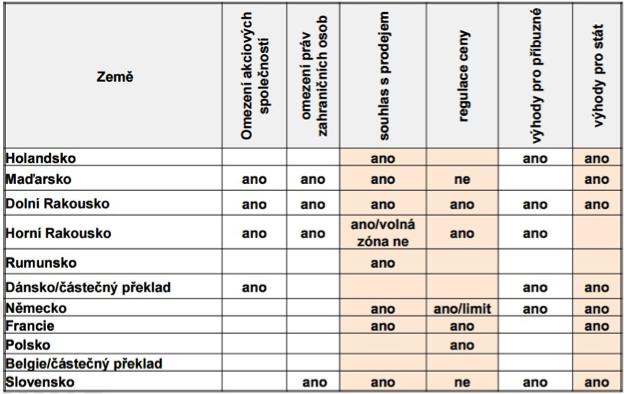 Země Omezení akciových společností omezení práv zahraničních osob souhlas s prodejem regulace ceny výhody pro příbuzné výhody pro stát
Holandsko ano ano ano
Maďarsko ano ano ano ne ano
Dolní Rakousko ano ano ano ano ano ano
Horní Rakousko ano ano ano/volná zóna ne ano ano
Rumunsko ano
Dánsko/částečný překlad ano ano ano
Německo ano ano/limit ano ano
Francie ano ano ano
Polsko ano
Belgie/částečný překlad
Slovensko ano ano ne ano ano